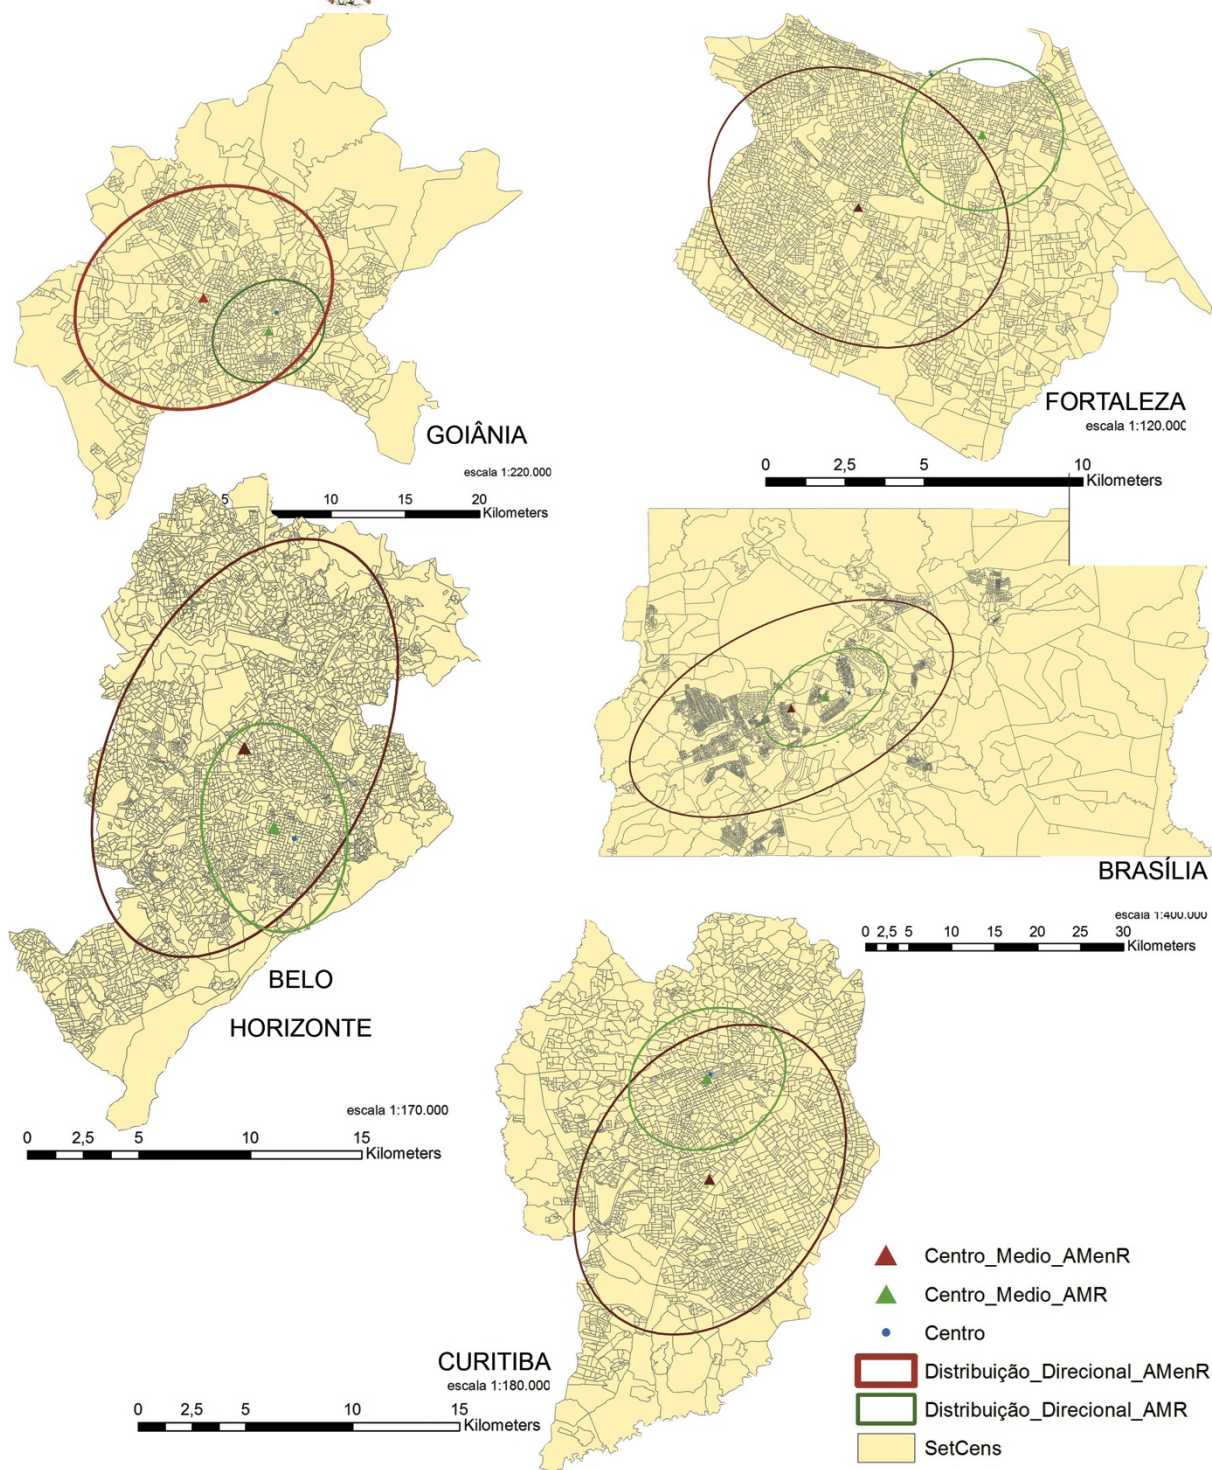 GOIÂNIA
escala 1:220.000
5 10 15 20
Kilometers
FORTALEZA
escala 1:120.000
0 2,5 5 10
Kilometers
BELO
HORIZONTE
escala 1:170.000
0 2,5 5 10 15
Kilometers
BRASÍLIA
escala 1:400.000
0 2,5 5 10 15 20 25 30
Kilometers
CURITIBA
escala 1:180.000
0 2,5 5 10 15
Kilometers
Centro_Medio_AMenR
Centro_Medio_AMR
Centro
Distribuição_Direcional_AMenR
Distribuição_Direcional_AMR
SetCens